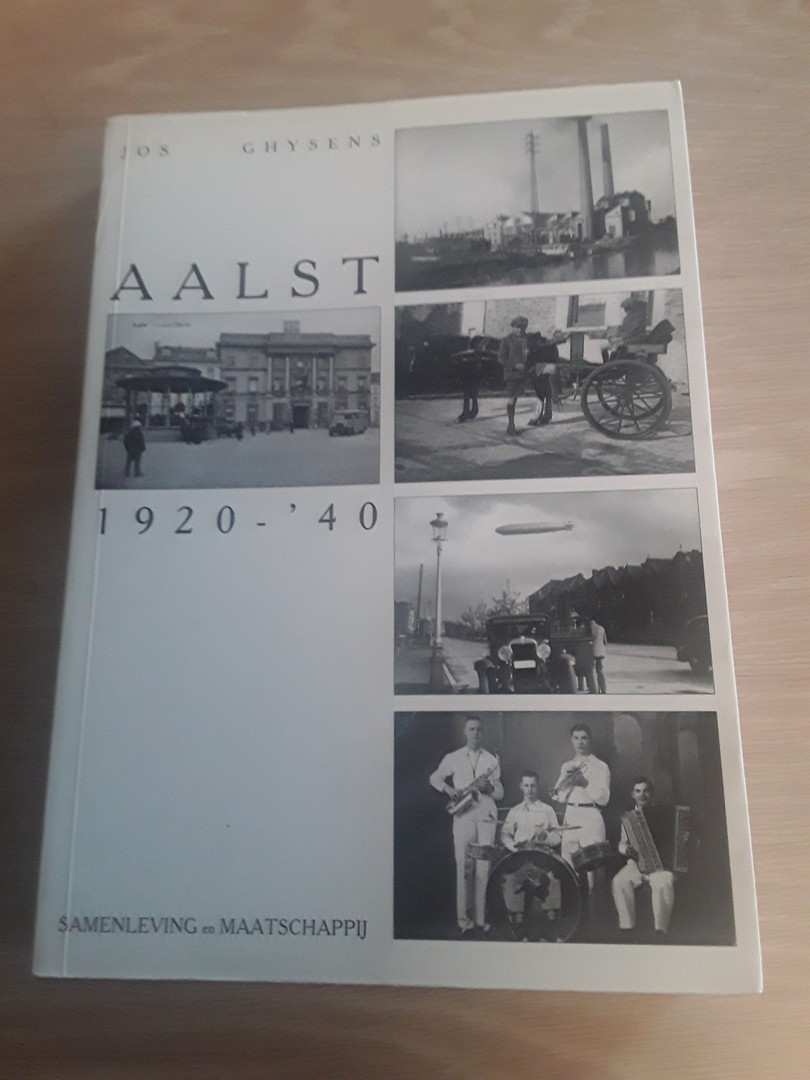 JOS GHYSENS
AALST
1920-'40
SAMENLEVING en MAATSCHAPPIJ